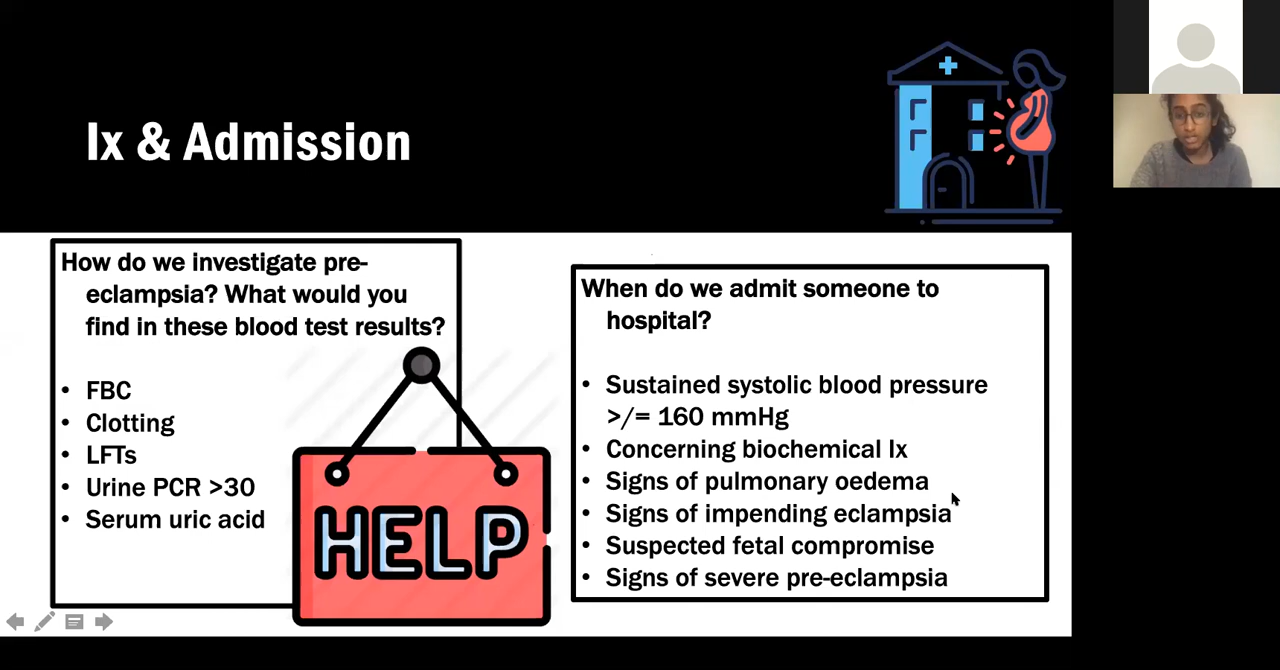 Ix & Admission
How do we investigate pre-
eclampsia? What would you
find in these blood test results?
• FBC
• Clotting
• LFTs
• Urine PCR >30
• Serum uric acid
HELP
When do we admit someone to
hospital?
• Sustained systolic blood pressure
>/= 160 mmHg
• Concerning biochemical Ix
• Signs of pulmonary oedema
• Signs of impending eclampsia
• Suspected fetal compromise
• Signs of severe pre-eclampsia